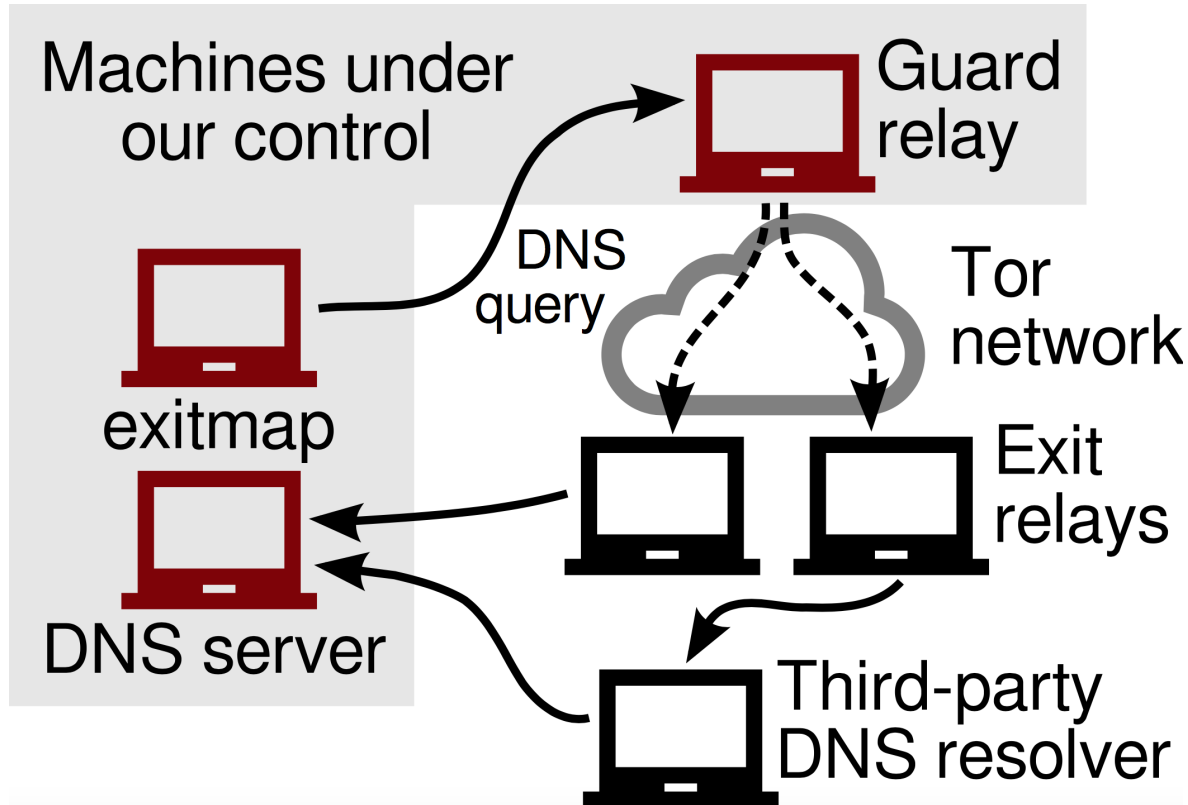 Machines under
our control
Guard
relay
DNS
query
Tor
network
exitmap
Exit
relays
DNS server
Third-party
DNS resolver